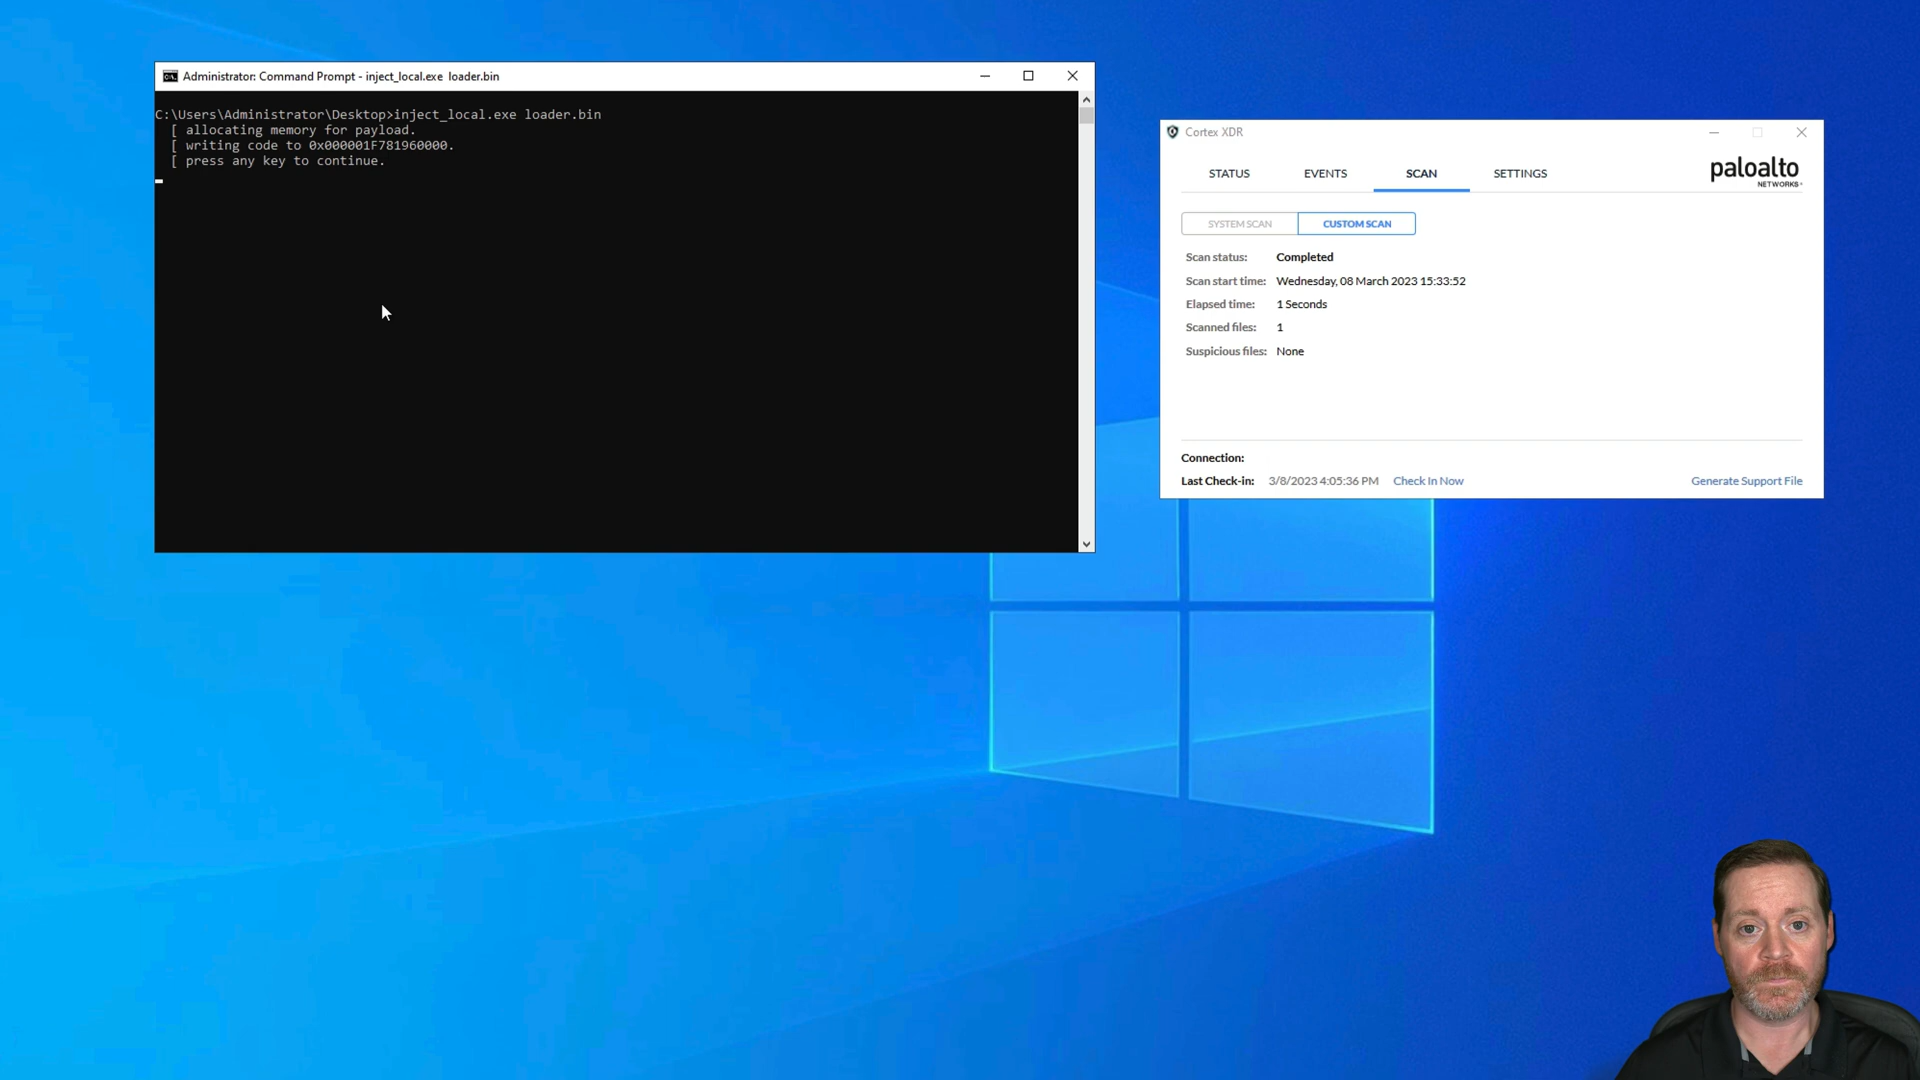 Administrator: Command Prompt - inject_local.exe  loader.bin
C:\Users\Administrator\Desktop>inject_local.exe loader.bin
[ allocating memory for payload.
[ writing code to 0x000001F781960000.
[ press any key to continue.
Cortex XDR
STATUS EVENTS SCAN SETTINGS
paloalto
NETWORKS
SYSTEM SCAN CUSTOM SCAN
Scan status: Completed
Scan start time: Wednesday, 08 March 2023 15:33:52
Elapsed time: 1 Seconds
Scanned files: 1
Suspicious files: None
Connection:
Last Check-in: 3/8/2023 4:05:36 PM Check In Now Generate Support File